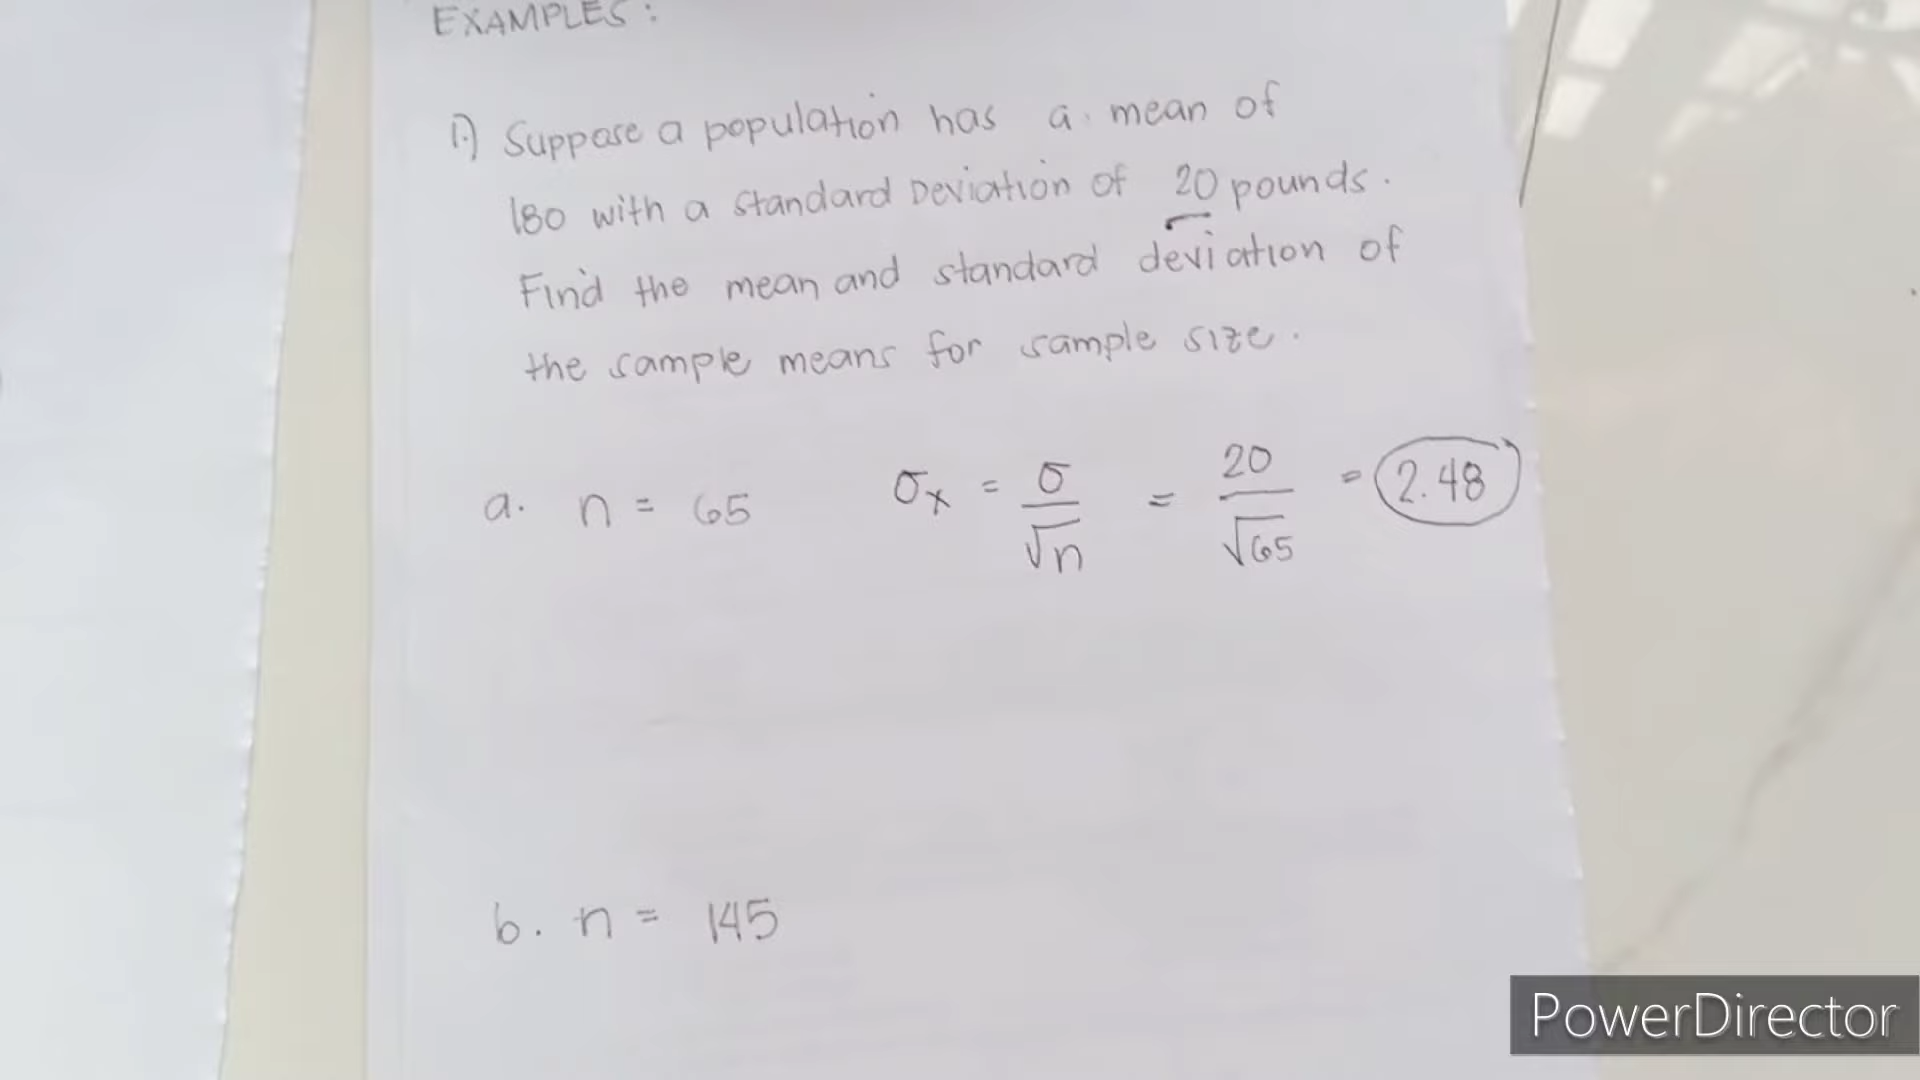 EXAMPLES:
1.) Suppose a population has a mean of
180 with a standard Deviation of 20 pounds.
Find the mean and standard deviation of
the sample means for sample size.
a. n = 65 σx = σ/√n = 20/√65 = 2.48
b. n = 145
PowerDirector